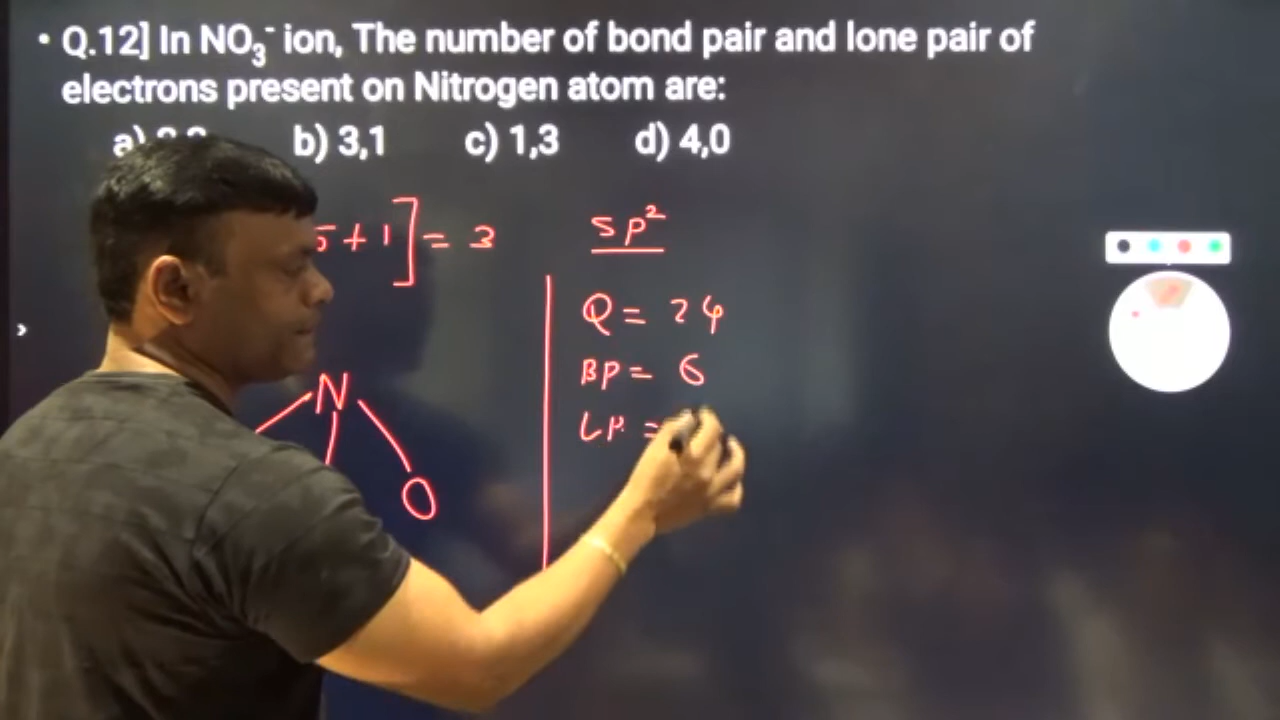 • Q.12] In NO₃⁻ ion, The number of bond pair and lone pair of
electrons present on Nitrogen atom are:
a) b) 3,1 c) 1,3 d) 4,0
5 + 1 ] = 3 sp²
Q = 24
BP = 6
LP =
N
O